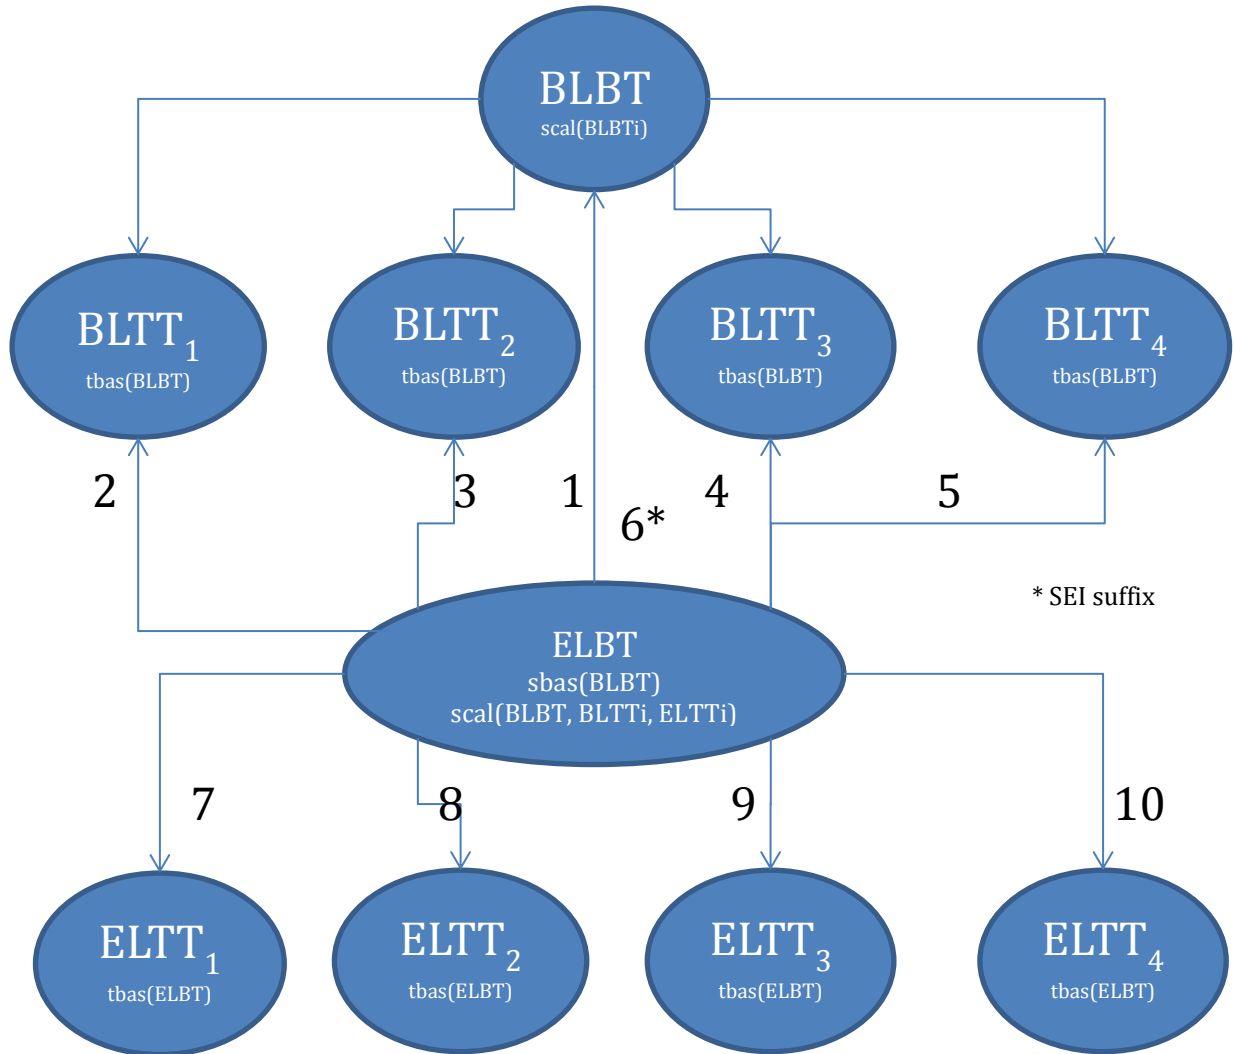 BLBT
scal(BLBTi)
BLTT1
tbas(BLBT)
BLTT2
tbas(BLBT)
BLTT3
tbas(BLBT)
BLTT4
tbas(BLBT)
2
3
1
4
5
6*
* SEI suffix
ELBT
sbas(BLBT)
scal(BLBT, BLTTi, ELTTi)
7
8
9
10
ELTT1
tbas(ELBT)
ELTT2
tbas(ELBT)
ELTT3
tbas(ELBT)
ELTT4
tbas(ELBT)